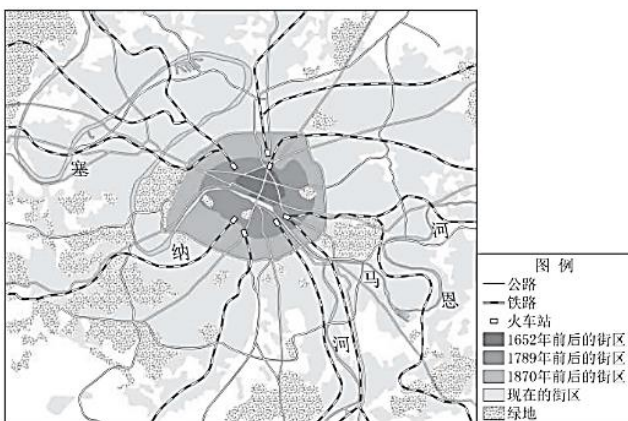 塞
纳
河
马
恩
河
图 例
公路
铁路
火车站
1652年前后的街区
1789年前后的街区
1870年前后的街区
现在的街区
绿地